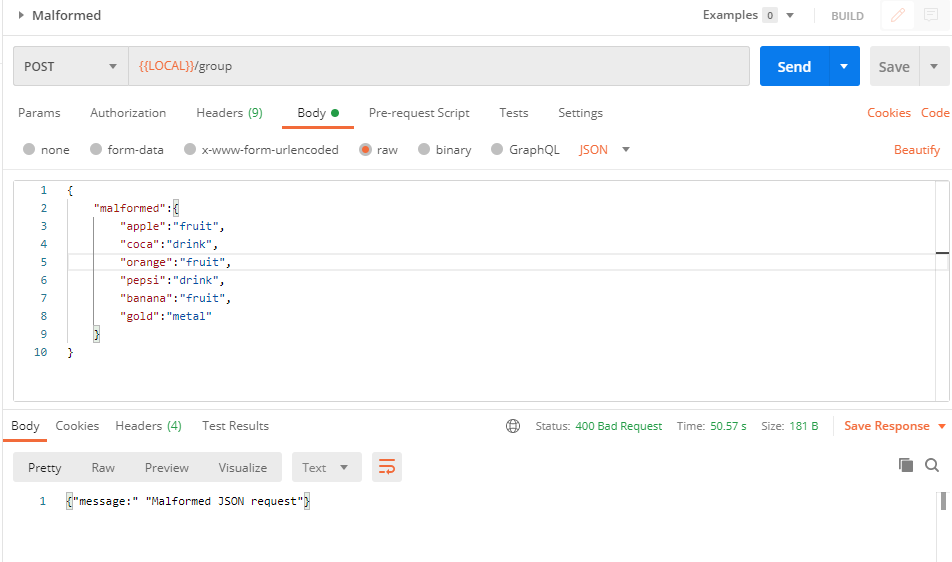 Malformed
Examples 0 BUILD
POST {{LOCAL}}/group Send Save
Params Authorization Headers (9) Body Pre-request Script Tests Settings Cookies Code
none form-data x-www-form-urlencoded raw binary GraphQL JSON Beautify
1 {
2 "malformed":{
3 "apple":"fruit",
4 "coca":"drink",
5 "orange":"fruit",
6 "pepsi":"drink",
7 "banana":"fruit",
8 "gold":"metal"
9 }
10 }
Body Cookies Headers (4) Test Results Status: 400 Bad Request Time: 50.57 s Size: 181 B Save Response
Pretty Raw Preview Visualize Text
1 {"message:" "Malformed JSON request"}